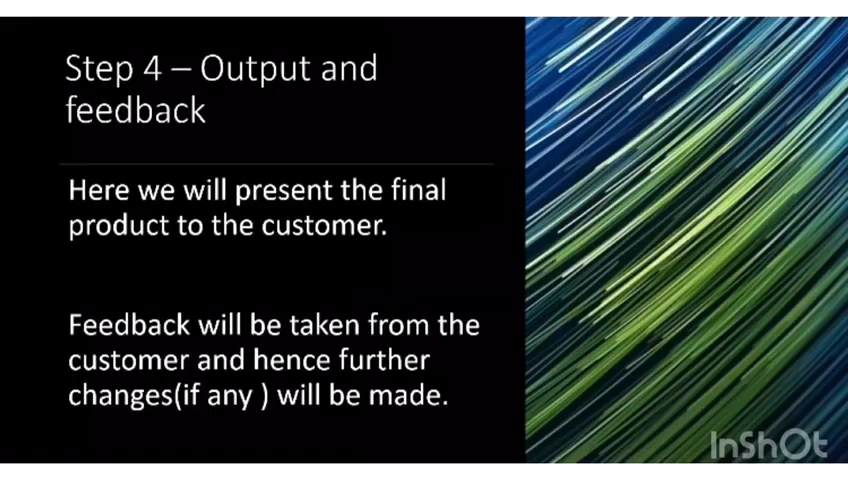 Step 4 – Output and
feedback
Here we will present the final
product to the customer.
Feedback will be taken from the
customer and hence further
changes(if any ) will be made.
InShOt